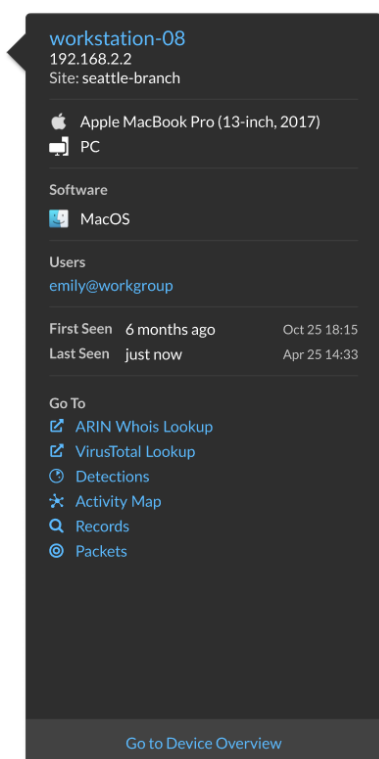 workstation-08
192.168.2.2
Site: seattle-branch
Apple MacBook Pro (13-inch, 2017)
PC
Software
MacOS
Users
emily@workgroup
First Seen 6 months ago Oct 25 18:15
Last Seen just now Apr 25 14:33
Go To
ARIN Whois Lookup
VirusTotal Lookup
Detections
Activity Map
Records
Packets
Go to Device Overview